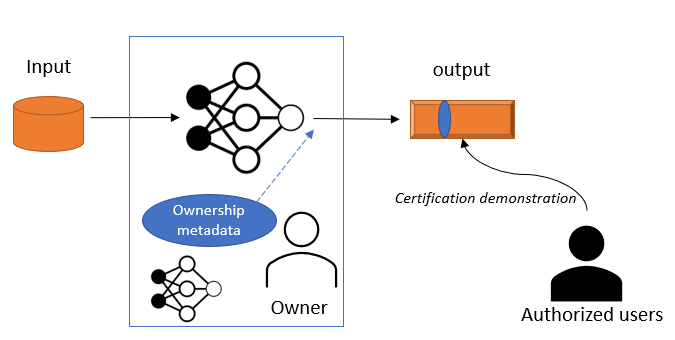 Input
output
Certification demonstration
Ownership
metadata
Owner
Authorized users